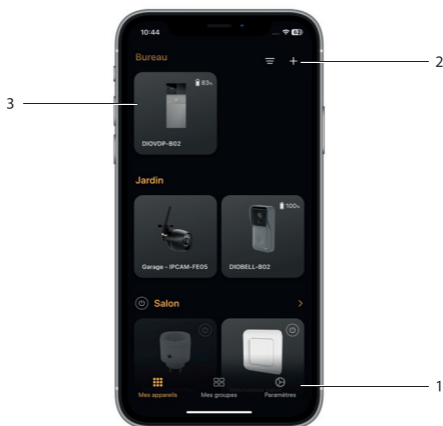 10:44
Bureau
83%
DIOVDP-B02
Jardin
100%
Garage - IPCAM-FE05
DIOBELL-B02
Salon
Mes appareils
Mes groupes
Paramètres
2
3
1